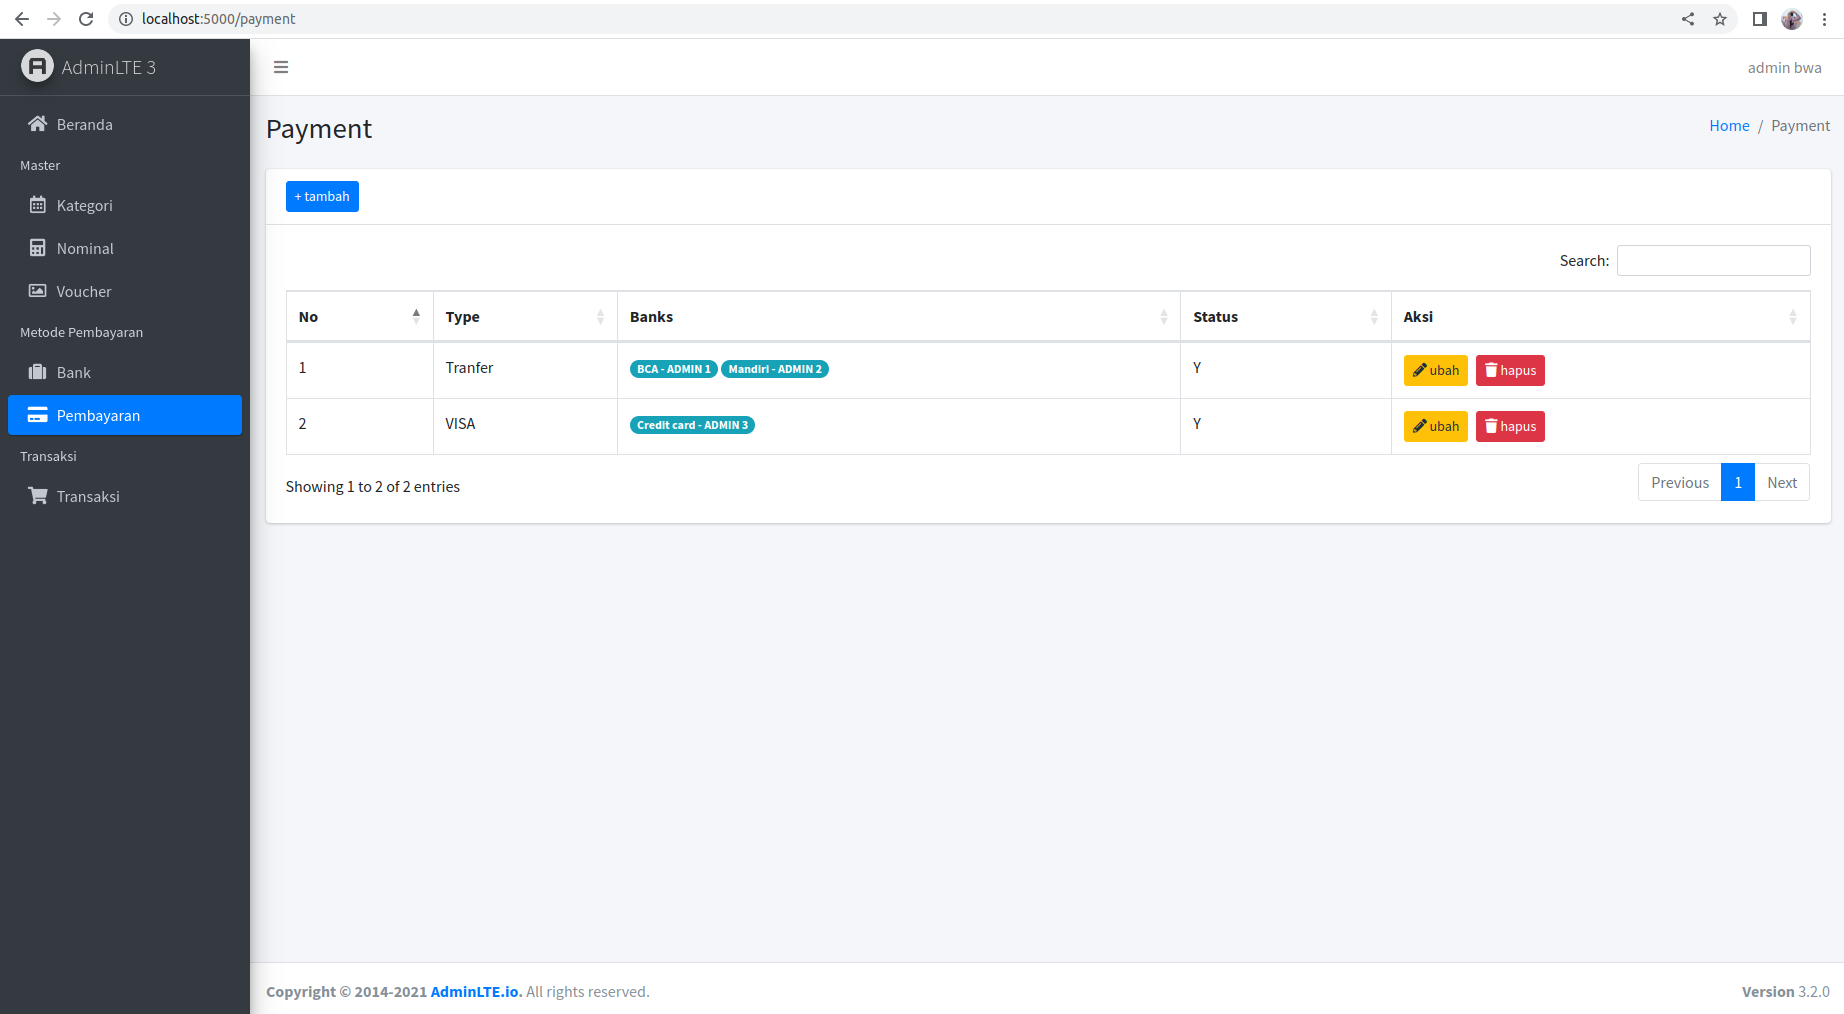 localhost:5000/payment
AdminLTE 3
admin bwa
Beranda
Master
Kategori
Nominal
Voucher
Metode Pembayaran
Bank
Pembayaran
Transaksi
Transaksi
Payment
Home / Payment
+ tambah
Search:
No Type Banks Status Aksi
1 Tranfer BCA - ADMIN 1 Mandiri - ADMIN 2 Y ubah hapus
2 VISA Credit card - ADMIN 3 Y ubah hapus
Showing 1 to 2 of 2 entries
Previous 1 Next
Copyright © 2014-2021 AdminLTE.io. All rights reserved.
Version 3.2.0